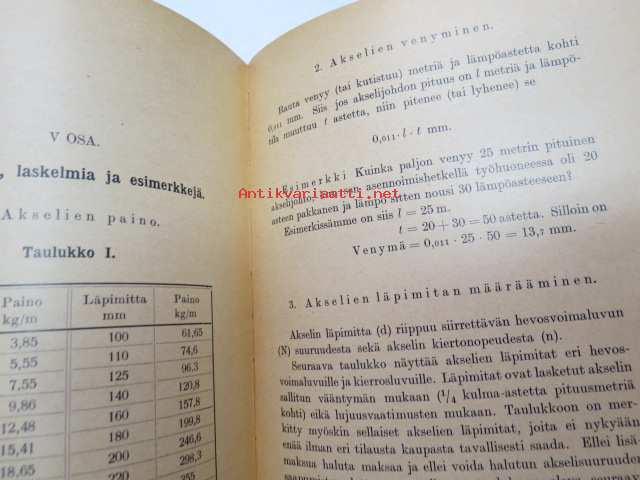 V OSA.
, laskelmia ja esimerkkejä.
Akselien paino.
Taulukko I.
Paino kg/m Läpimitta mm Paino kg/m
3,85 100 61,65
5,55 110 74,6
7,55 125 96,3
9,86 140 120,8
12,48 160 157,8
15,41 180 199,8
18,65 200 246,6
220 298,3
355
2. Akselien venyminen.
Rauta venyy (tai kutistuu) metriä ja lämpöastetta kohti
0,011 mm. Siis jos akselijohdon pituus on l metriä ja lämpö-
tila muuttuu t astetta, niin pitenee (tai lyhenee) se
0,011 · l · t mm.
Esimerkki Kuinka paljon venyy 25 metrin pituinen
akselijohto, asennoimishetkellä työhuoneessa oli 20
asteen pakkanen ja lämpö sitten nousi 30 lämpöasteeseen?
Esimerkissämme on siis l = 25 m.
t = 20 + 30 = 50 astetta. Silloin on
Venymä = 0,011 · 25 · 50 = 13,7 mm.
3. Akselien läpimitan määrääminen.
Akselin läpimitta (d) riippuu siirrettävän hevosvoimaluvun
(N) suuruudesta sekä akselin kiertonopeudesta (n).
Seuraava taulukko näyttää akselien läpimitat eri hevos-
voimaluvuille ja kierrosluvuille. Läpimitat ovat lasketut akselin
sallitun vääntymän mukaan (1/4 kulma-astetta pituusmetriä
kohti) eikä lujuusvaatimusten mukaan. Taulukkoon on mer-
kitty myöskin sellaiset akselien läpimitat, joita ei nykyään
enää ilman eri tilausta kaupasta tavallisesti saada. Ellei lisä-
maksua haluta maksaa ja ellei voida halutun akselisuuruuden
Antikvariaatti.net